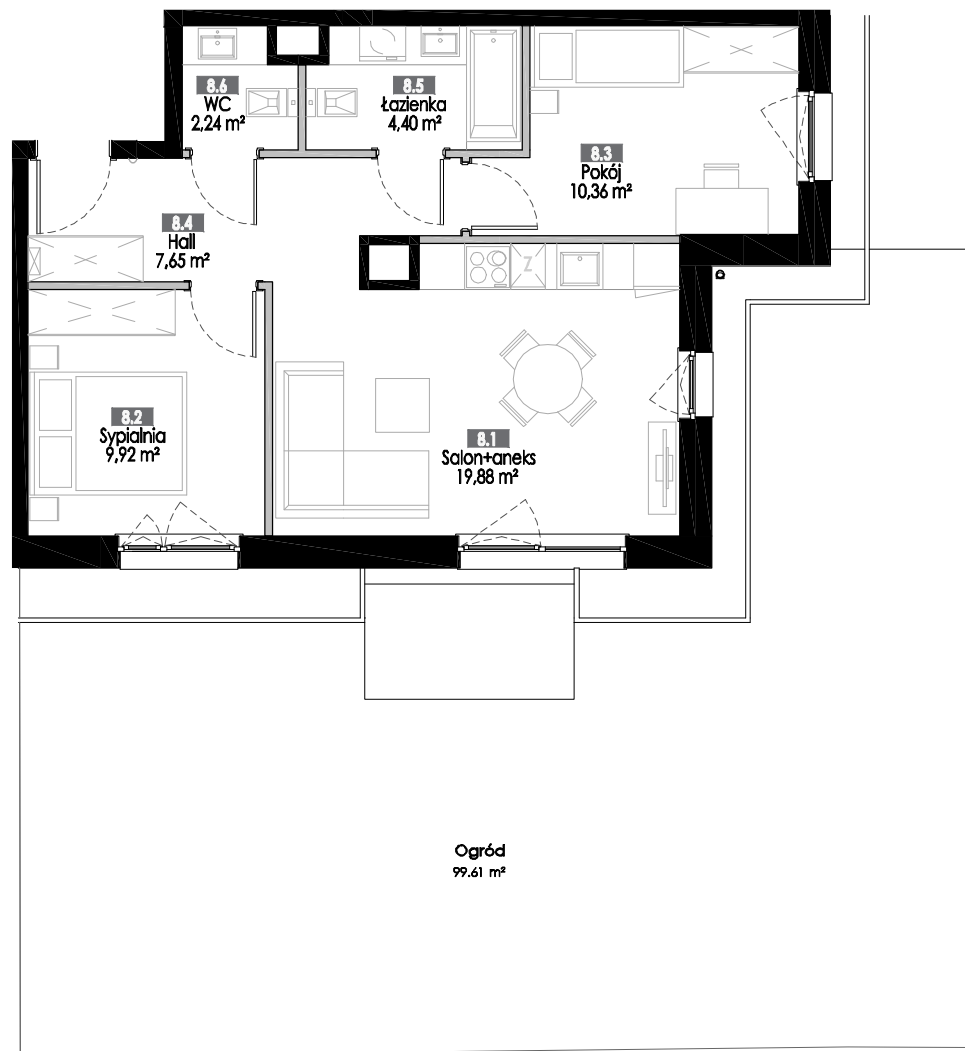 8.6
WC
2,24 m²
8.5
Łazienka
4,40 m²
8.3
Pokój
10,36 m²
8.4
Hall
7,65 m²
Z
8.2
Sypialnia
9,92 m²
8.1
Salon+aneks
19,88 m²
Ogród
99.61 m²